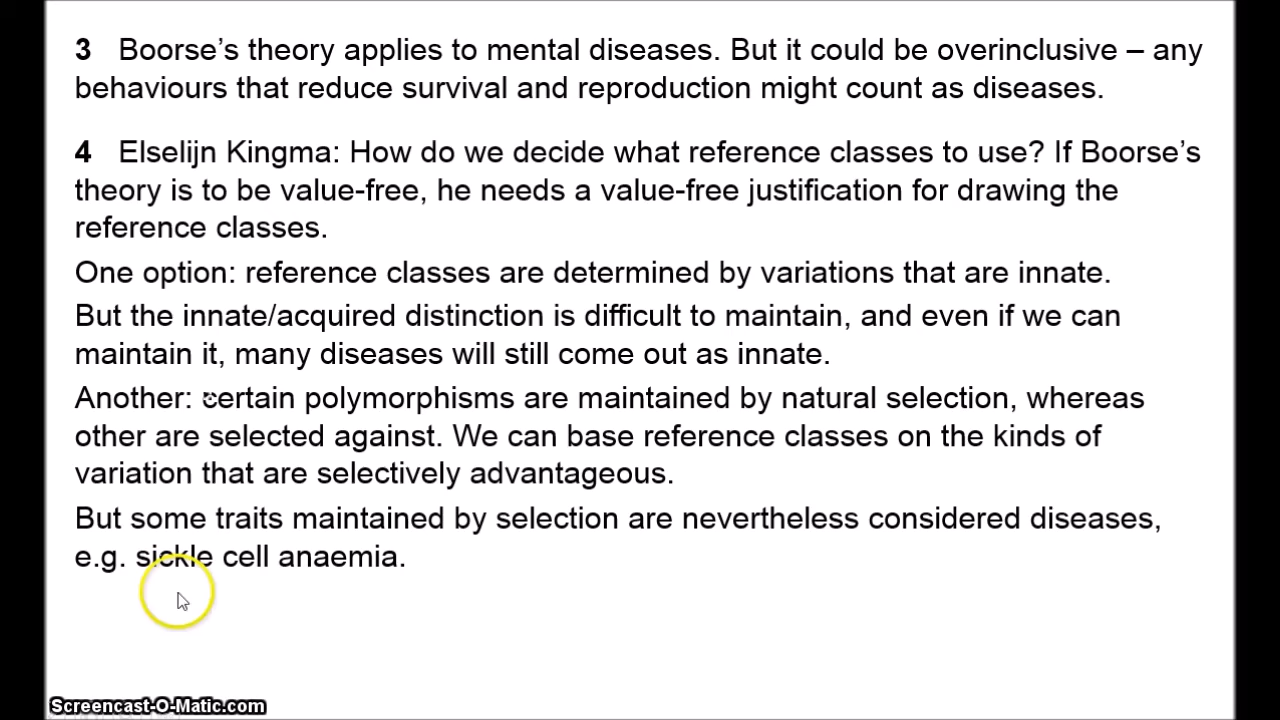 3 Boorse’s theory applies to mental diseases. But it could be overinclusive – any
behaviours that reduce survival and reproduction might count as diseases.
4 Elselijn Kingma: How do we decide what reference classes to use? If Boorse’s
theory is to be value-free, he needs a value-free justification for drawing the
reference classes.
One option: reference classes are determined by variations that are innate.
But the innate/acquired distinction is difficult to maintain, and even if we can
maintain it, many diseases will still come out as innate.
Another: certain polymorphisms are maintained by natural selection, whereas
other are selected against. We can base reference classes on the kinds of
variation that are selectively advantageous.
But some traits maintained by selection are nevertheless considered diseases,
e.g. sickle cell anaemia.
Screencast-O-Matic.com